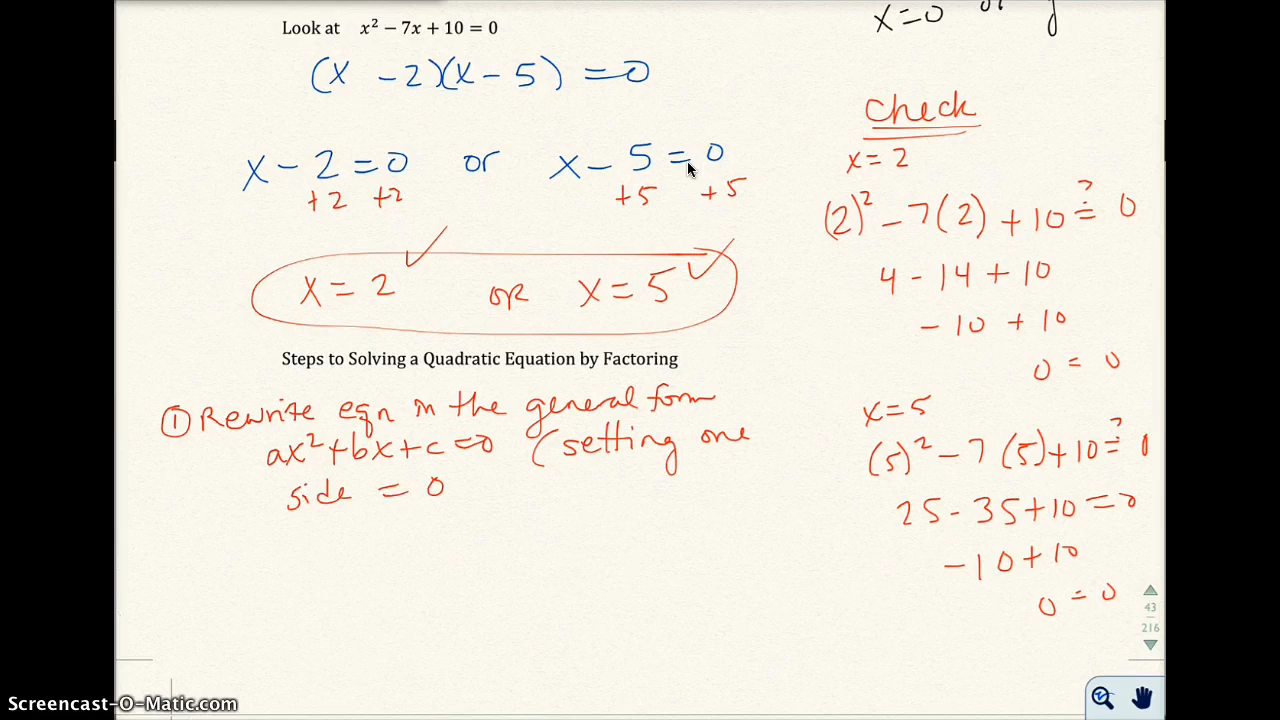 Look at x² − 7x + 10 = 0
(x − 2)(x − 5) = 0
x − 2 = 0 or x − 5 = 0
+2 +2 +5 +5
x = 2 or x = 5
Steps to Solving a Quadratic Equation by Factoring
① Rewrite eqn in the general form
ax² + bx + c = 0 (setting one
side = 0
x = 0 or y
Check
x = 2
(2)² − 7(2) + 10 ≟ 0
4 − 14 + 10
−10 + 10
0 = 0
x = 5
(5)² − 7(5) + 10 ≟ 0
25 − 35 + 10 = 0
−10 + 10
0 = 0
43
216
Screencast-O-Matic.com